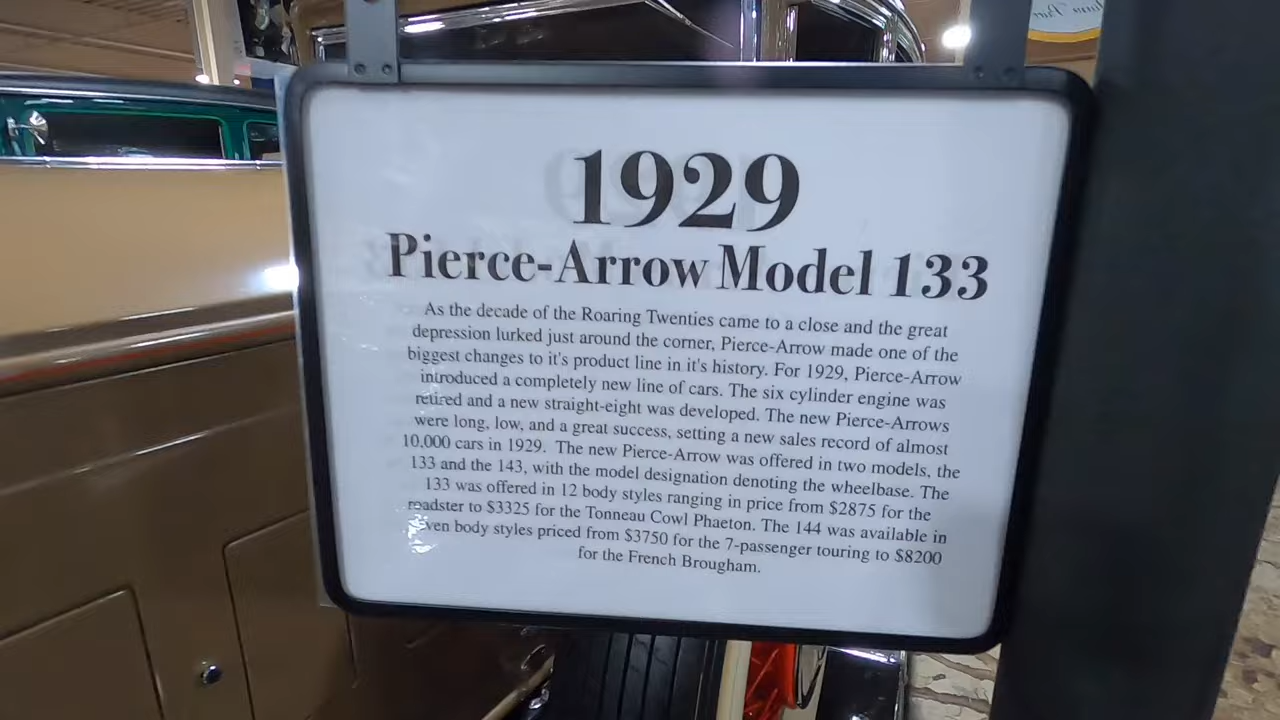 1929
Pierce-Arrow Model 133
As the decade of the Roaring Twenties came to a close and the great
depression lurked just around the corner, Pierce-Arrow made one of the
biggest changes to it's product line in it's history. For 1929, Pierce-Arrow
introduced a completely new line of cars. The six cylinder engine was
retired and a new straight-eight was developed. The new Pierce-Arrows
were long, low, and a great success, setting a new sales record of almost
10,000 cars in 1929. The new Pierce-Arrow was offered in two models, the
133 and the 143, with the model designation denoting the wheelbase. The
133 was offered in 12 body styles ranging in price from $2875 for the
roadster to $3325 for the Tonneau Cowl Phaeton. The 144 was available in
body styles priced from $3750 for the 7-passenger touring to $8200
for the French Brougham.